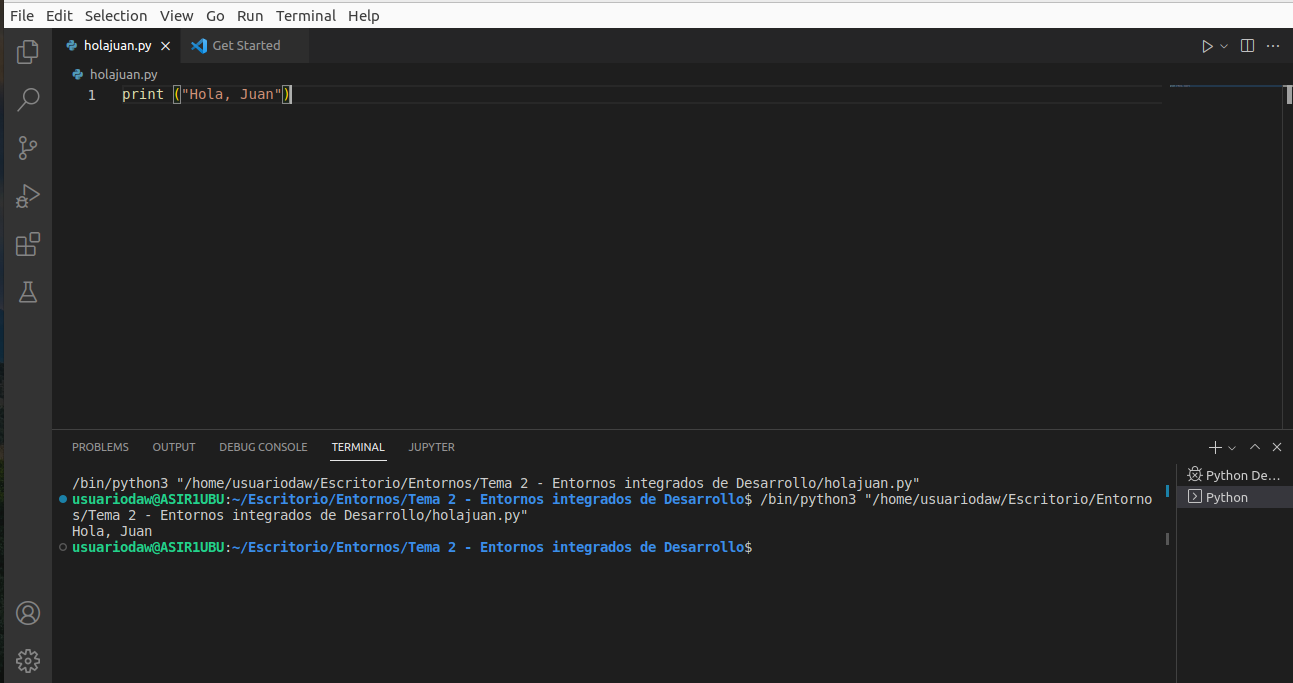 File Edit Selection View Go Run Terminal Help
holajuan.py Get Started
holajuan.py
1 print ("Hola, Juan")
PROBLEMS OUTPUT DEBUG CONSOLE TERMINAL JUPYTER
/bin/python3 "/home/usuariodaw/Escritorio/Entornos/Tema 2 - Entornos integrados de Desarrollo/holajuan.py"
usuariodaw@ASIR1UBU:~/Escritorio/Entornos/Tema 2 - Entornos integrados de Desarrollo$ /bin/python3 "/home/usuariodaw/Escritorio/Entorno
s/Tema 2 - Entornos integrados de Desarrollo/holajuan.py"
Hola, Juan
usuariodaw@ASIR1UBU:~/Escritorio/Entornos/Tema 2 - Entornos integrados de Desarrollo$
Python De...
Python